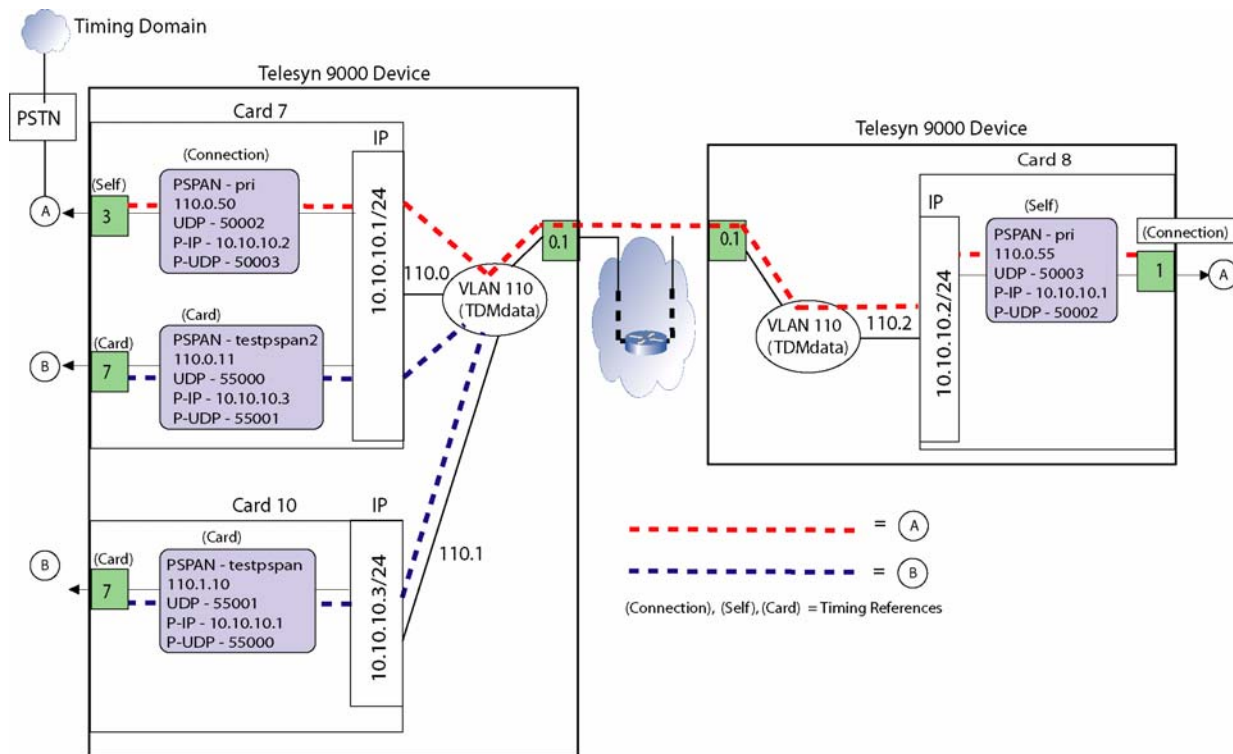 Timing Domain
PSTN
Telesyn 9000 Device
Card 7
IP
(Connection)
(Self)
A
3
PSPAN - pri
110.0.50
UDP - 50002
P-IP - 10.10.10.2
P-UDP - 50003
10.10.10.1/24
110.0
(Card)
(Card)
B
7
PSPAN - testpspan2
110.0.11
UDP - 55000
P-IP - 10.10.10.3
P-UDP - 55001
VLAN 110
(TDMdata)
0.1
Card 10
IP
(Card)
(Card)
B
7
PSPAN - testpspan
110.1.10
UDP - 55001
P-IP - 10.10.10.1
P-UDP - 55000
10.10.10.3/24
110.1
Telesyn 9000 Device
Card 8
0.1
VLAN 110
(TDMdata)
110.2
IP
10.10.10.2/24
(Self)
PSPAN - pri
110.0.55
UDP - 50003
P-IP - 10.10.10.1
P-UDP - 50002
(Connection)
1
A
= A
= B
(Connection), (Self), (Card) = Timing References